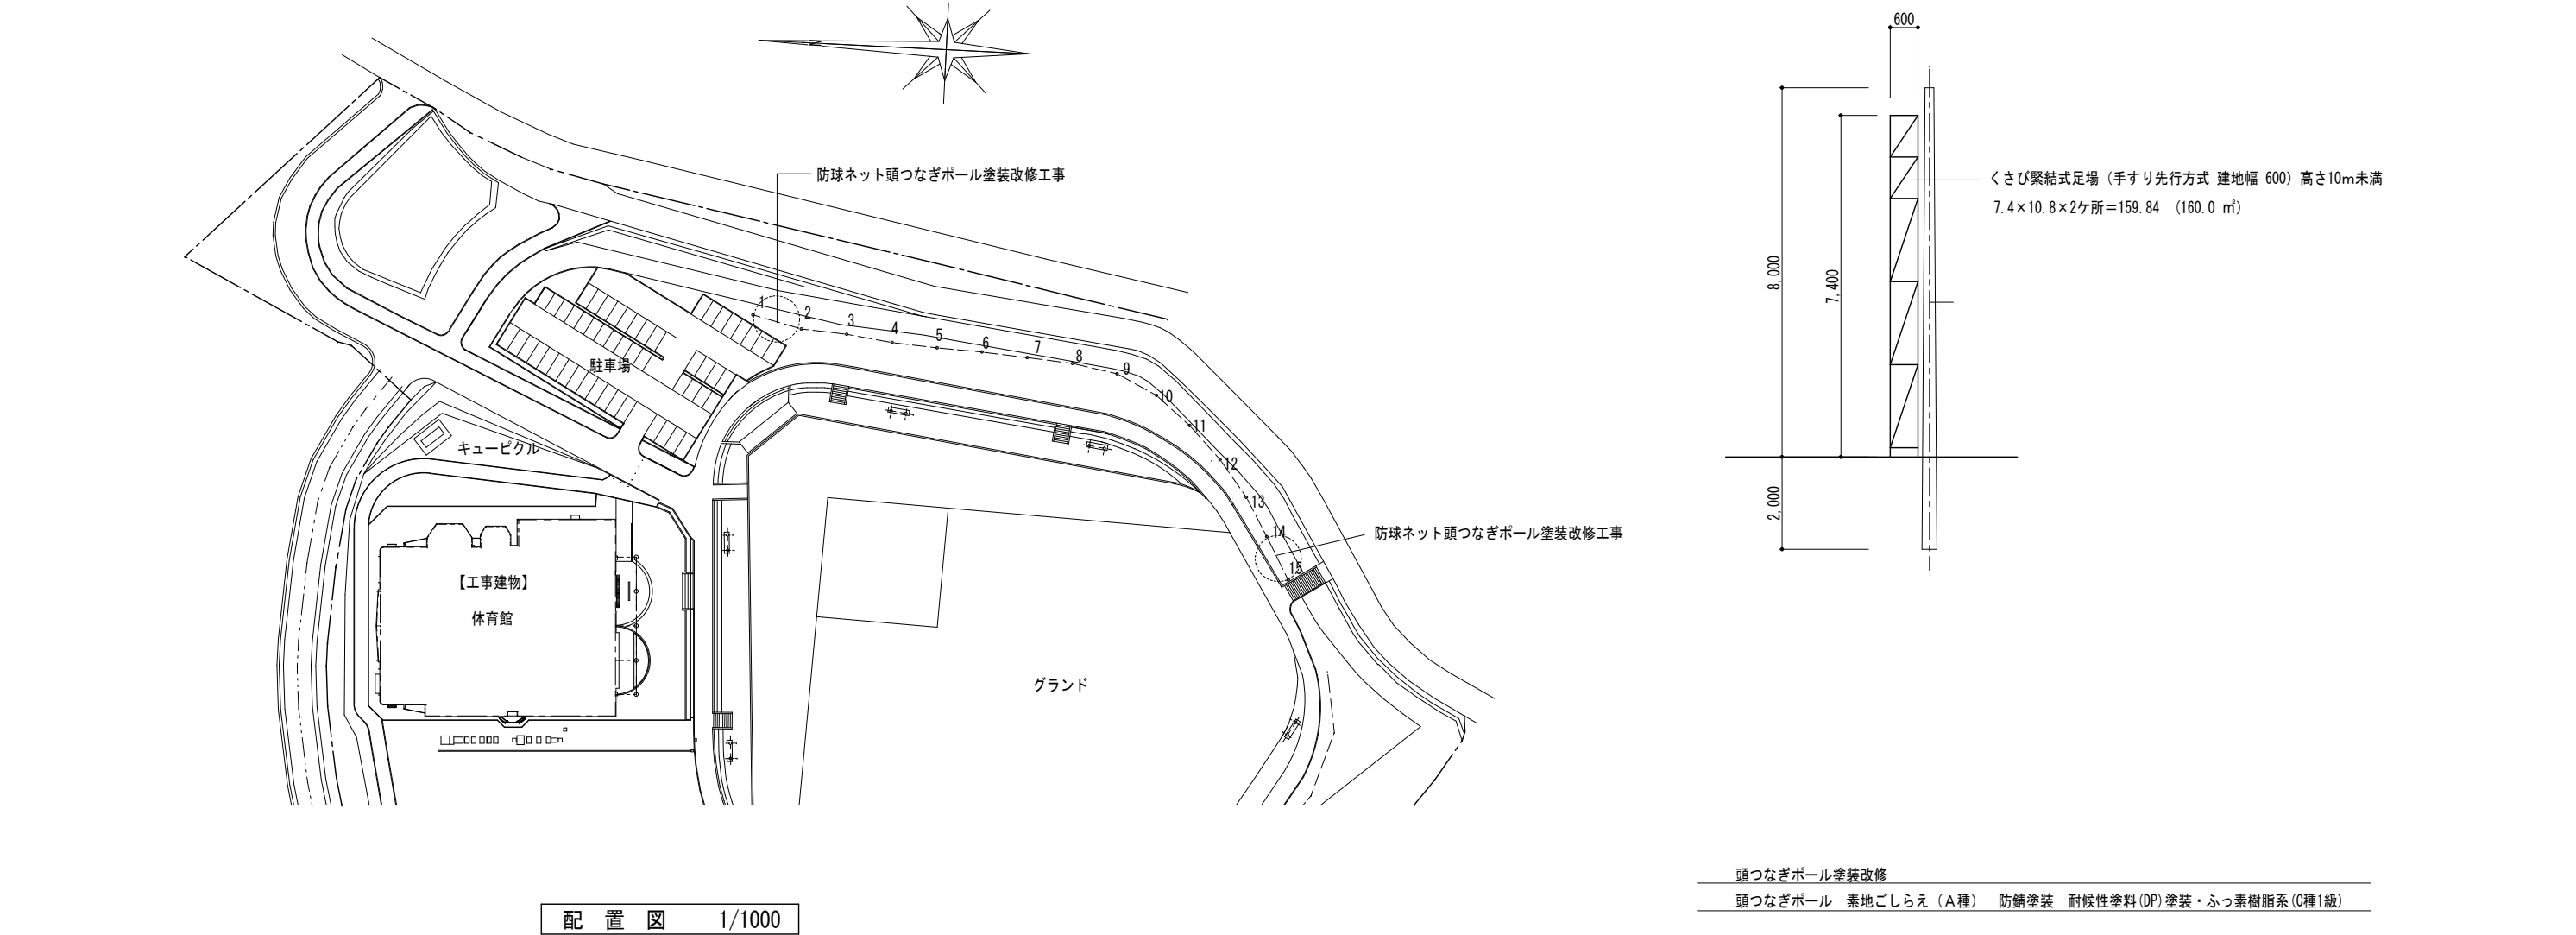 N
防球ネット頭つなぎポール塗装改修工事
1
2
3
4
5
6
7
8
9
10
11
12
13
14
15
駐車場
キュービクル
防球ネット頭つなぎポール塗装改修工事
【工事建物】
体育館
グランド
配 置 図 1/1000
600
8,000
7,400
2,000
くさび緊結式足場（手すり先行方式 建地幅 600）高さ10m未満
7.4×10.8×2ケ所＝159.84 （160.0 ㎡）
頭つなぎポール塗装改修
頭つなぎポール 素地ごしらえ（A種） 防錆塗装 耐候性塗料(DP)塗装・ふっ素樹脂系(C種1級)